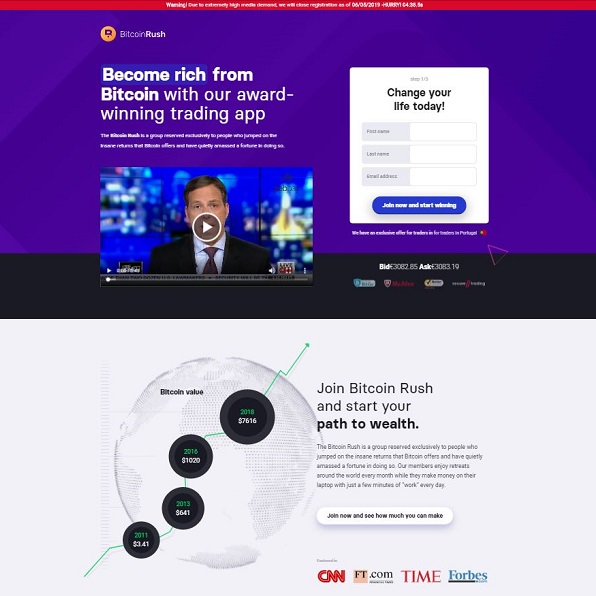 Warning! Due to extremely high media demand, we will close registration as of 06/05/2019 -HURRY! 04:36.6s
BitcoinRush
Become rich from
Bitcoin with our award-
winning trading app
The Bitcoin Rush is a group reserved exclusively to people who jumped on the
insane returns that Bitcoin offers and have quietly amassed a fortune in doing so.
step 1/3
Change your
life today!
First name
Last name
Email address
Join now and start winning
We have an exclusive offer for traders in for traders in Portugal
LIVE
Bid€3082.85 Ask€3083.19
McAfee
secure trading
Bitcoin value
2018
$7616
2016
$1020
2013
$641
2011
$3.41
Join Bitcoin Rush
and start your
path to wealth.
The Bitcoin Rush is a group reserved exclusively to people who
jumped on the insane returns that Bitcoin offers and have quietly
amassed a fortune in doing so. Our members enjoy retreats
around the world every month while they make money on their
laptop with just a few minutes of "work" every day.
Join now and see how much you can make
CNN
FT.com
FINANCIAL TIMES
TIME
Forbes